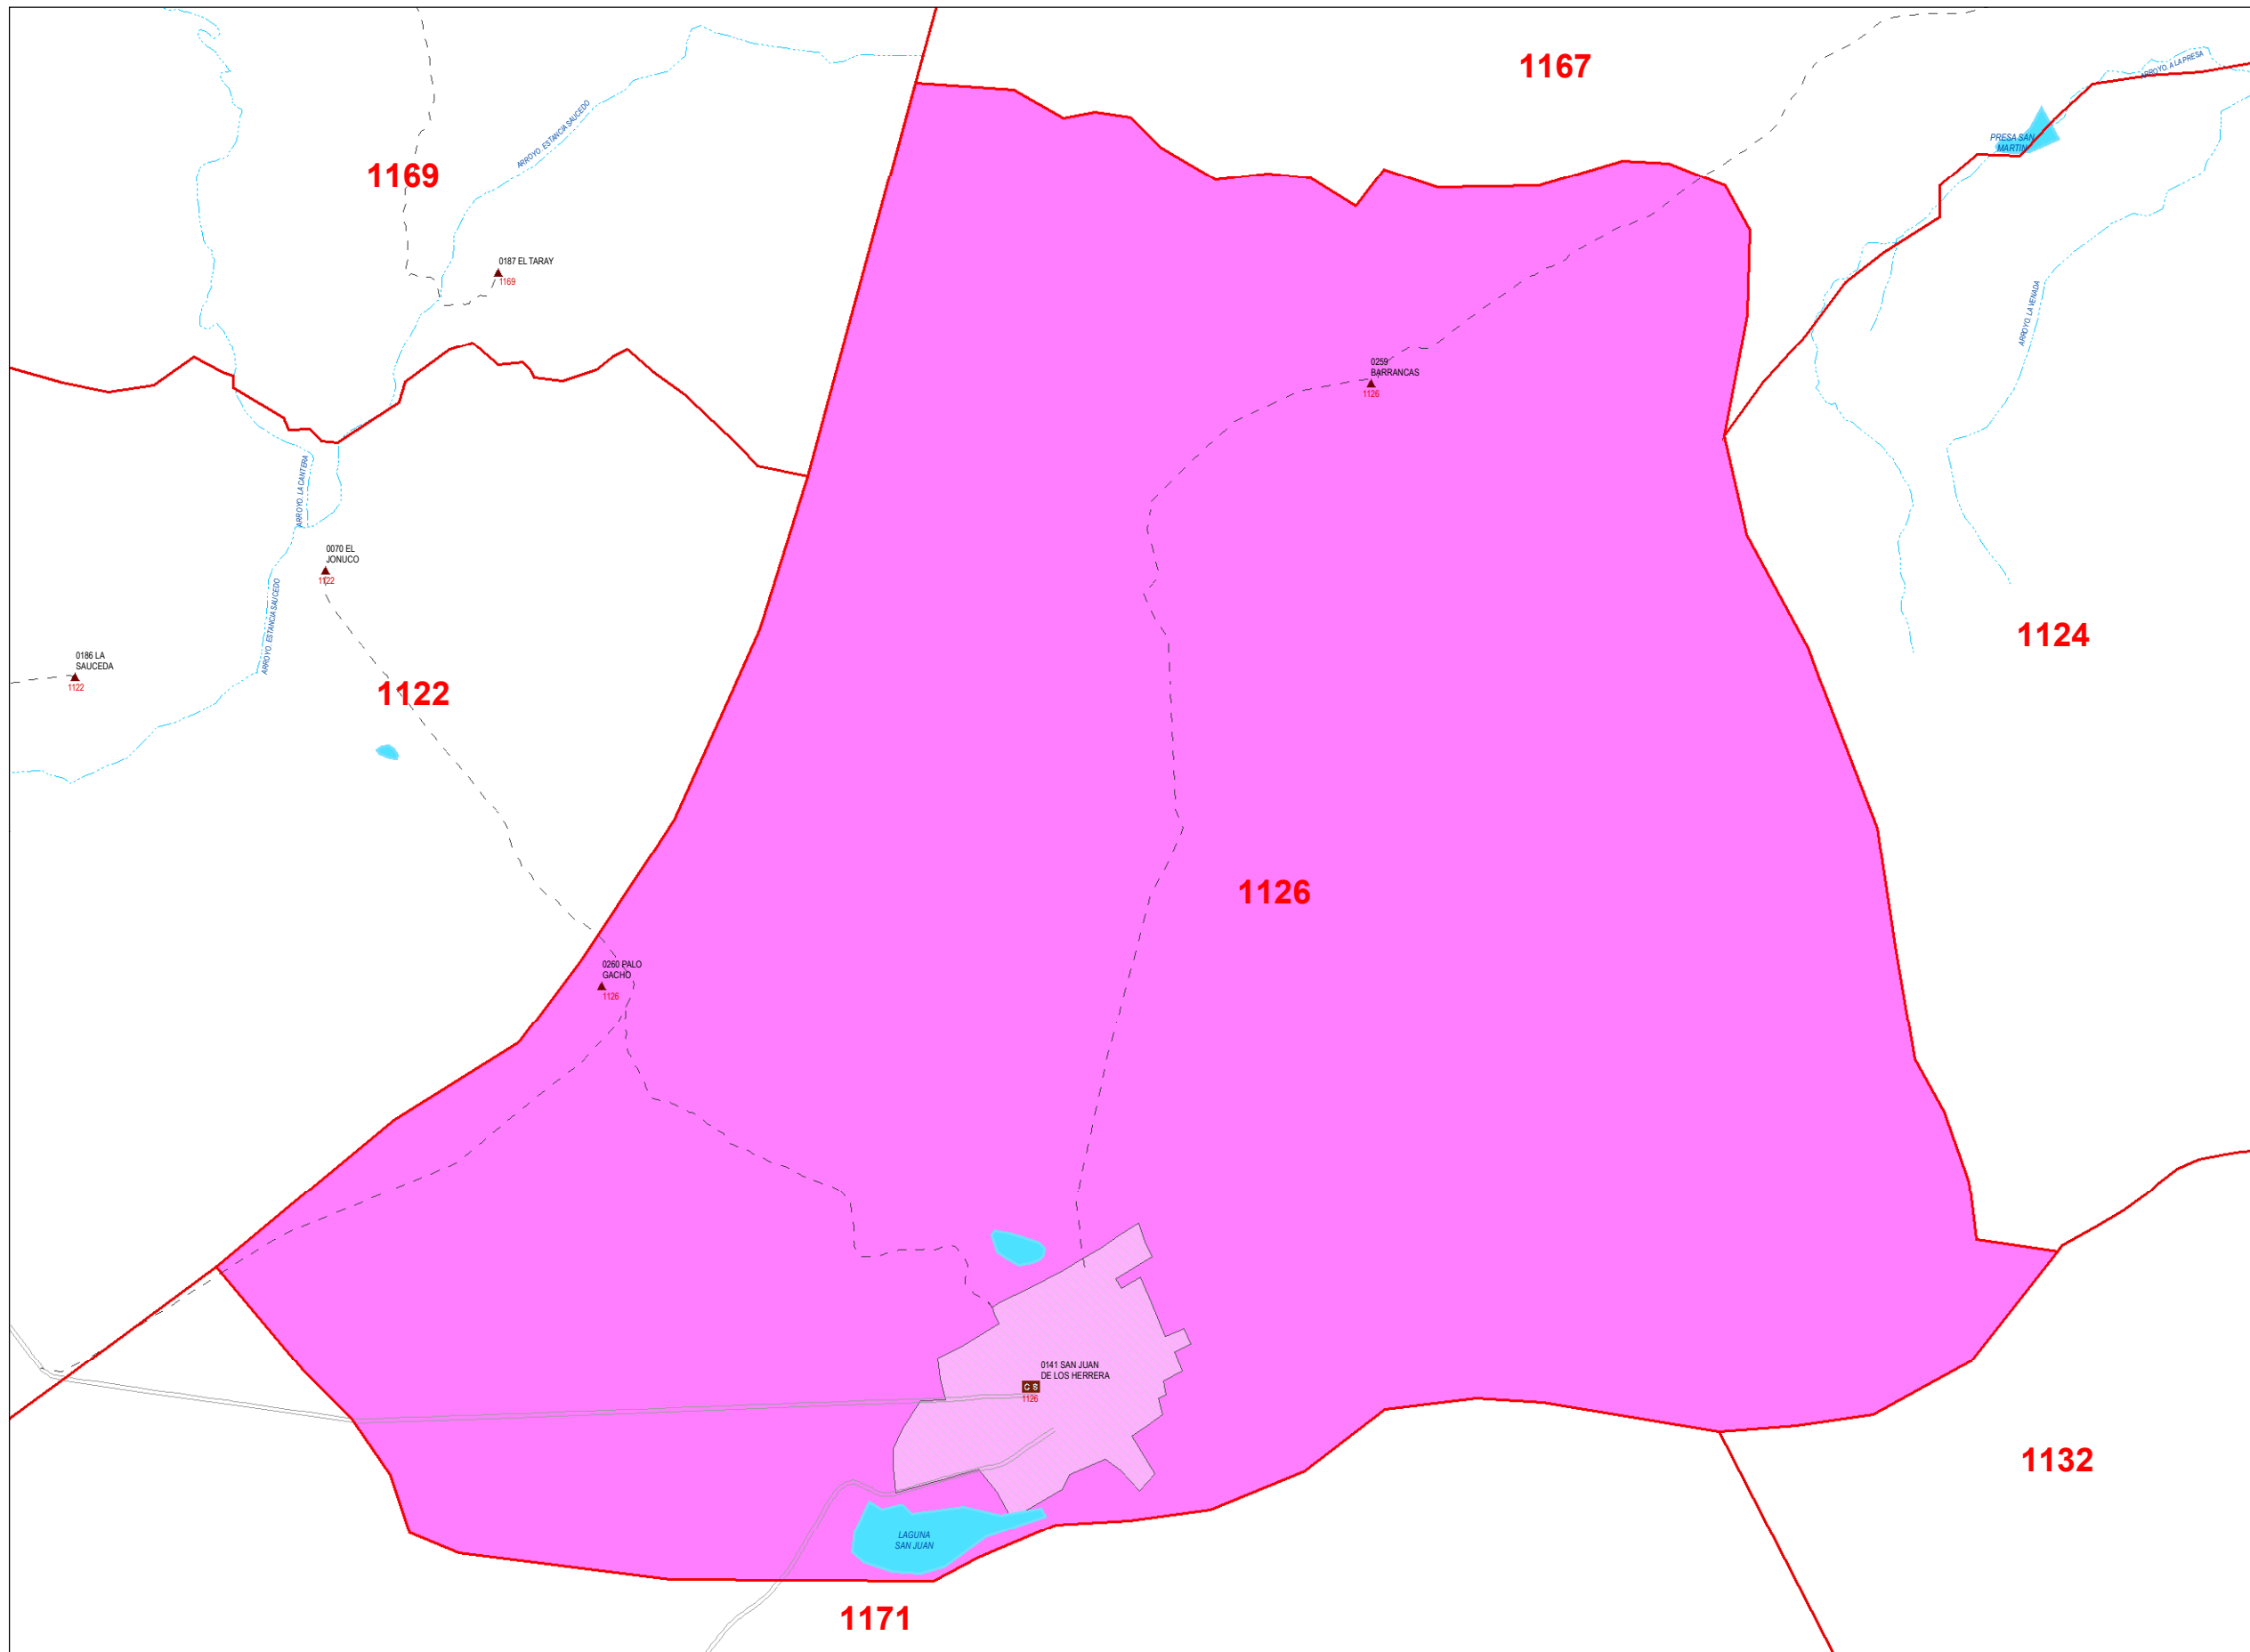 1167
ARROYO. A LA PRESA
ARROYO. ESTANCIA SAUCEDO
PRESA SAN
MARTIN
1169
0187 EL TARAY
1169
ARROYO. LA VENADA
0259
BARRANCAS
1126
ARROYO. LA CANTERA
0070 EL
JONUCO
1122
ARROYO. ESTANCIA SAUCEDO
1124
0186 LA
SAUCEDA
1122
1122
1126
0260 PALO
GACHO
1126
0141 SAN JUAN
DE LOS HERRERA
C S
1126
1132
LAGUNA
SAN JUAN
1171